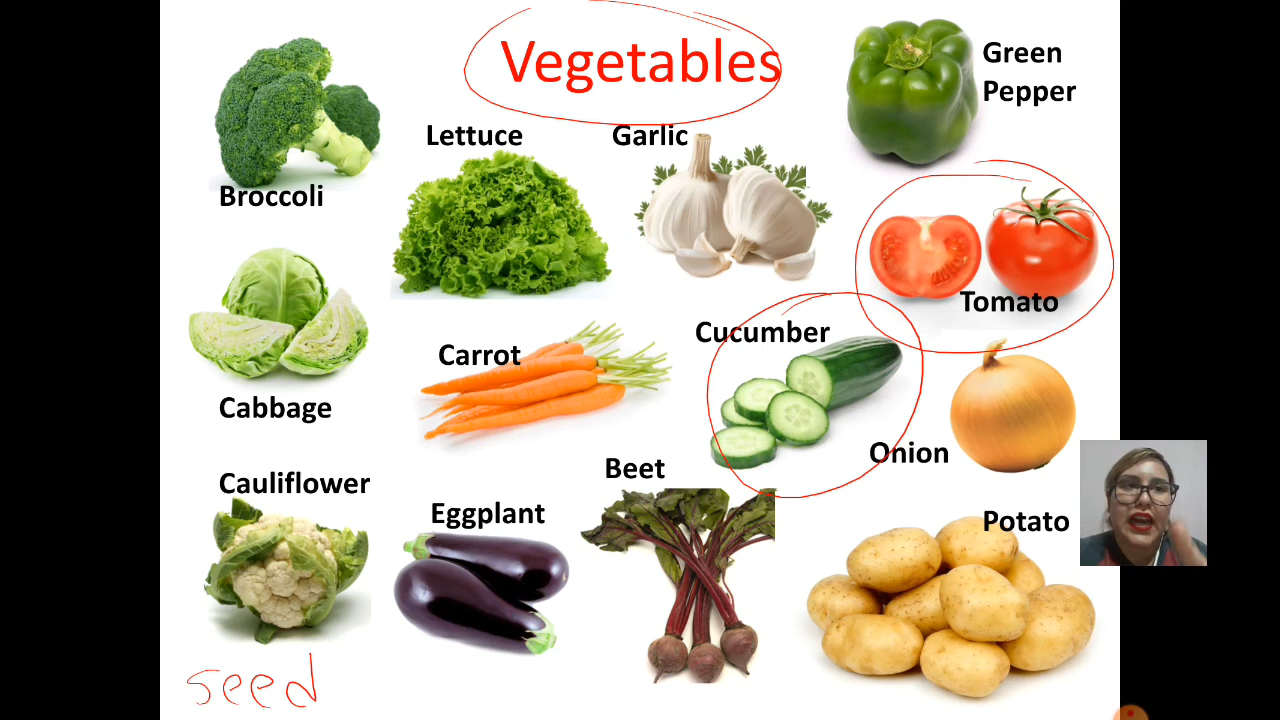 Vegetables
Green
Pepper
Lettuce
Garlic
Broccoli
Tomato
Cucumber
Carrot
Cabbage
Onion
Beet
Cauliflower
Eggplant
Potato
seed